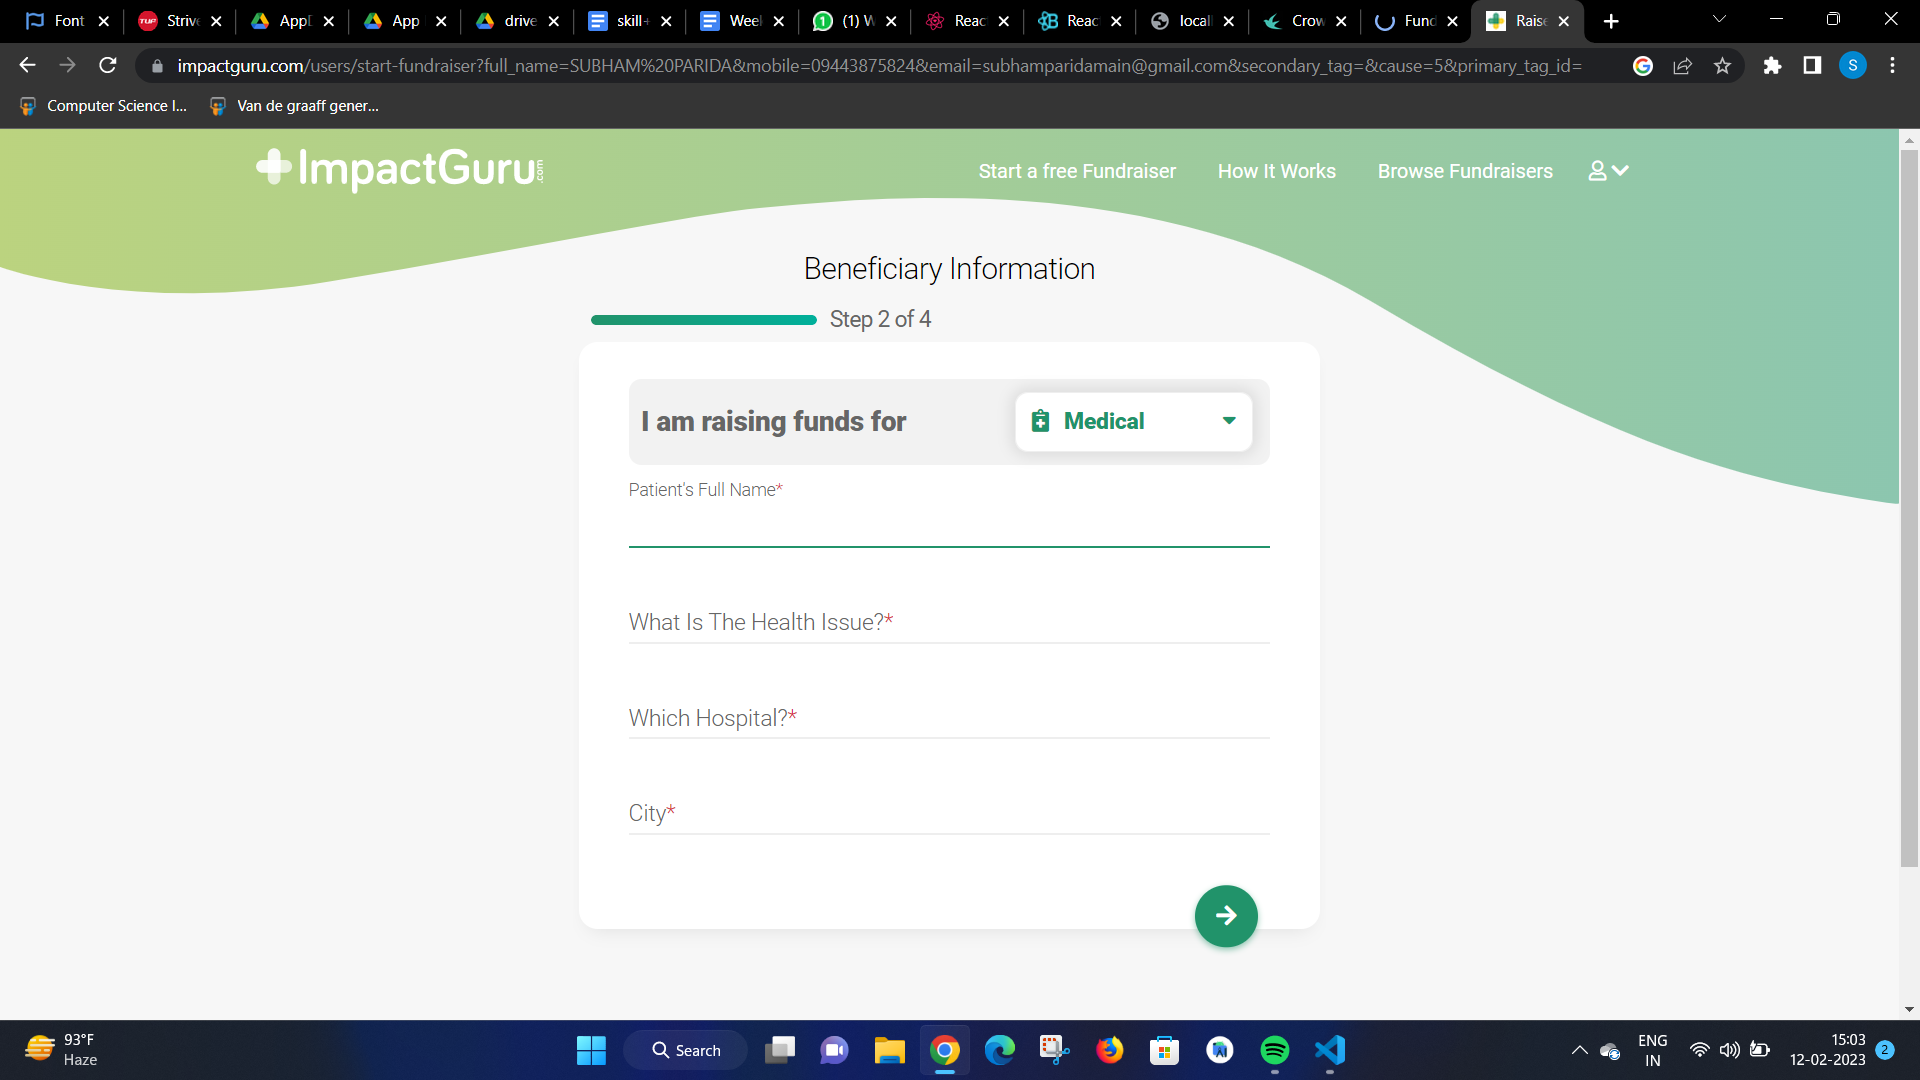 Font
Strive
AppD
App
drive
skill+
Wee
(1) W
Reac
Reac
locall
Crow
Fund
Raise
impactguru.com/users/start-fundraiser?full_name=SUBHAM%20PARIDA&mobile=09443875824&email=subhamparidamain@gmail.com&secondary_tag=&cause=5&primary_tag_id=
S
Computer Science I...
Van de graaff gener...
ImpactGuru.com
Start a free Fundraiser
How It Works
Browse Fundraisers
Beneficiary Information
Step 2 of 4
I am raising funds for
Medical
Patient's Full Name*
What Is The Health Issue?*
Which Hospital?*
City*
93°F
Haze
Search
ENG
IN
15:03
12-02-2023
2